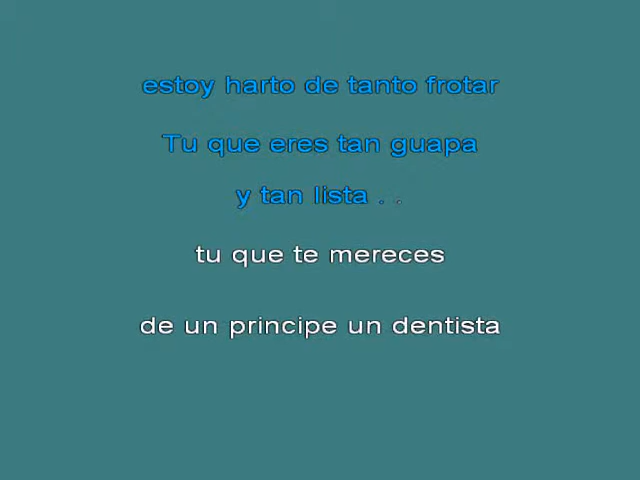 estoy harto de tanto frotar
Tu que eres tan guapa
y tan lista . .
tu que te mereces
de un principe un dentista